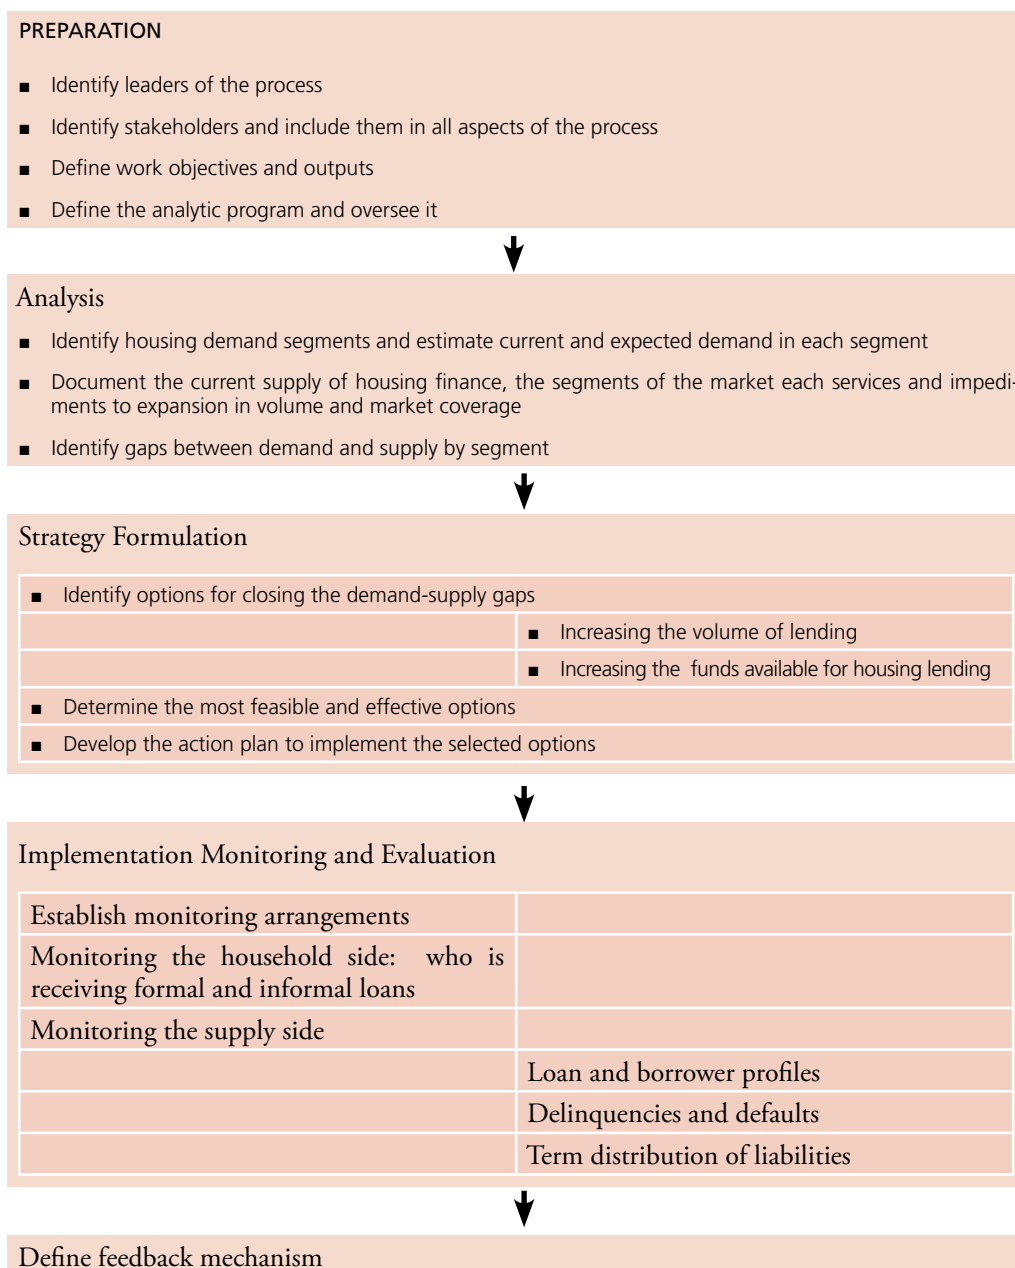 PREPARATION
■ Identify leaders of the process
■ Identify stakeholders and include them in all aspects of the process
■ Define work objectives and outputs
■ Define the analytic program and oversee it
Analysis
■ Identify housing demand segments and estimate current and expected demand in each segment
■ Document the current supply of housing finance, the segments of the market each services and impedi-
ments to expansion in volume and market coverage
■ Identify gaps between demand and supply by segment
Strategy Formulation
■ Identify options for closing the demand-supply gaps
■ Increasing the volume of lending
■ Increasing the funds available for housing lending
■ Determine the most feasible and effective options
■ Develop the action plan to implement the selected options
Implementation Monitoring and Evaluation
Establish monitoring arrangements
Monitoring the household side: who is
receiving formal and informal loans
Monitoring the supply side
Loan and borrower profiles
Delinquencies and defaults
Term distribution of liabilities
Define feedback mechanism